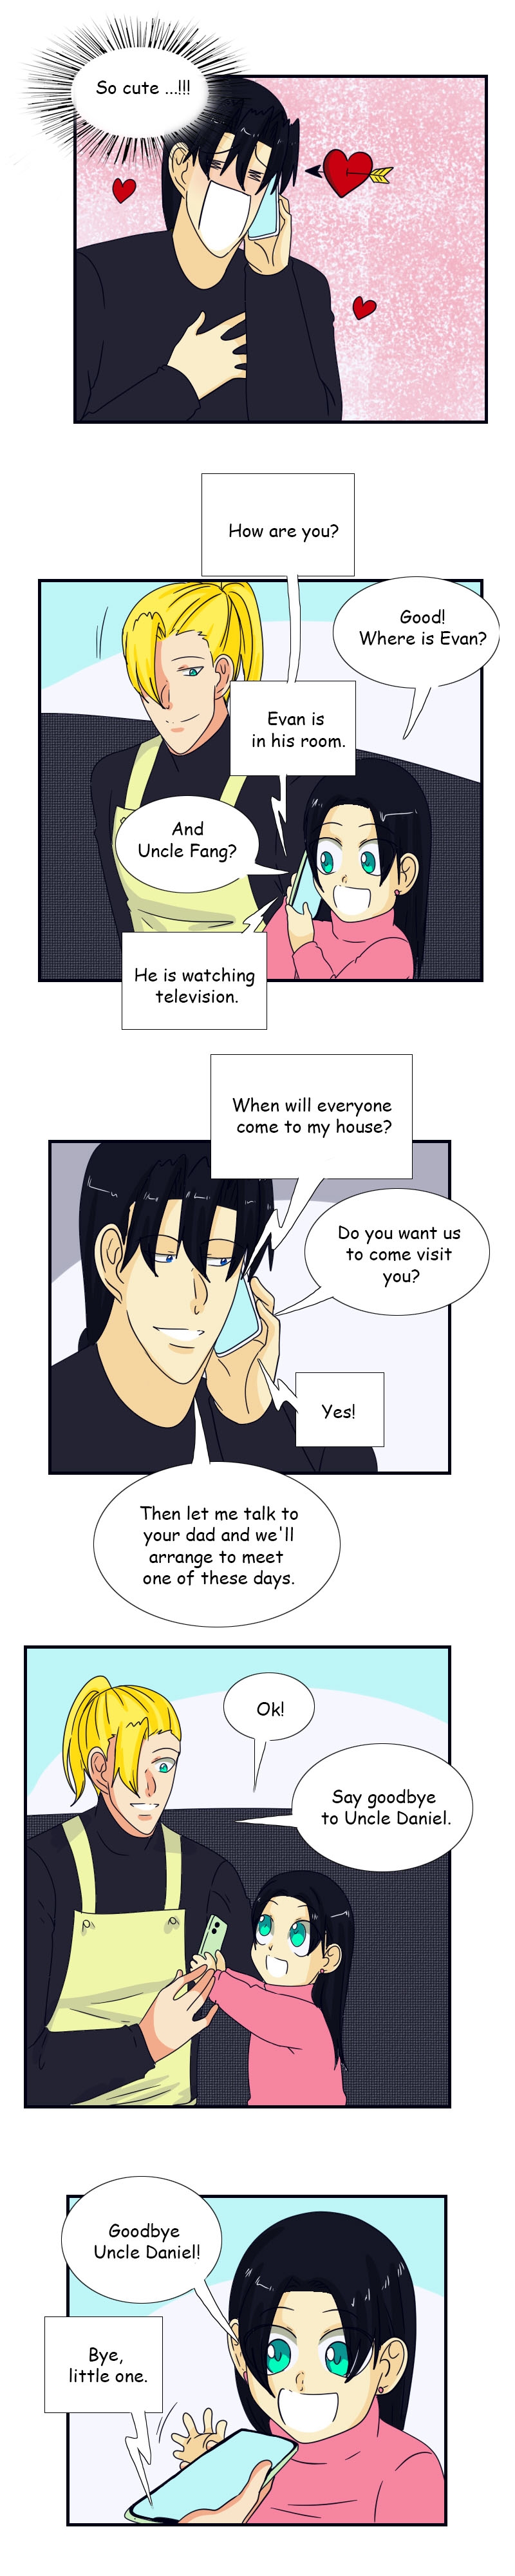 So cute ...!!!
How are you?
Good!
Where is Evan?
Evan is
in his room.
And
Uncle Fang?
He is watching
television.
When will everyone
come to my house?
Do you want us
to come visit
you?
Yes!
Then let me talk to
your dad and we'll
arrange to meet
one of these days.
Ok!
Say goodbye
to Uncle Daniel.
Goodbye
Uncle Daniel!
Bye,
little one.